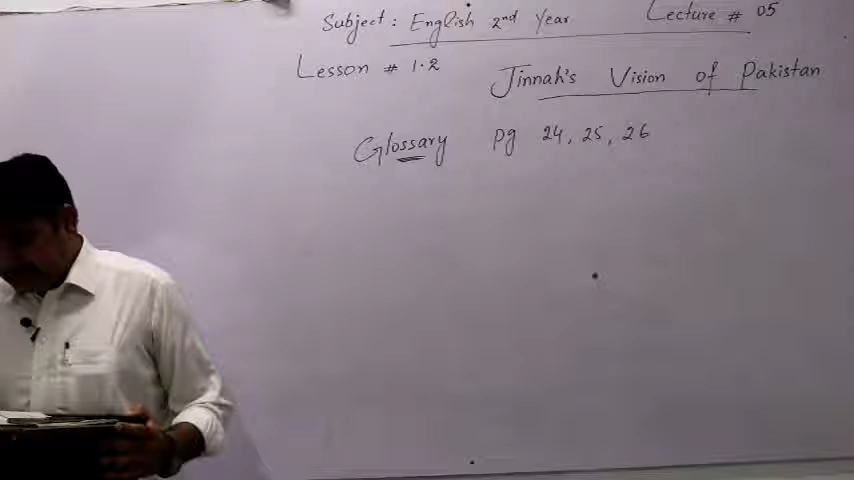 Subject: English 2nd Year Lecture # 05
Lesson # 1.2
Jinnah's Vision of Pakistan
Glossary pg 24, 25, 26